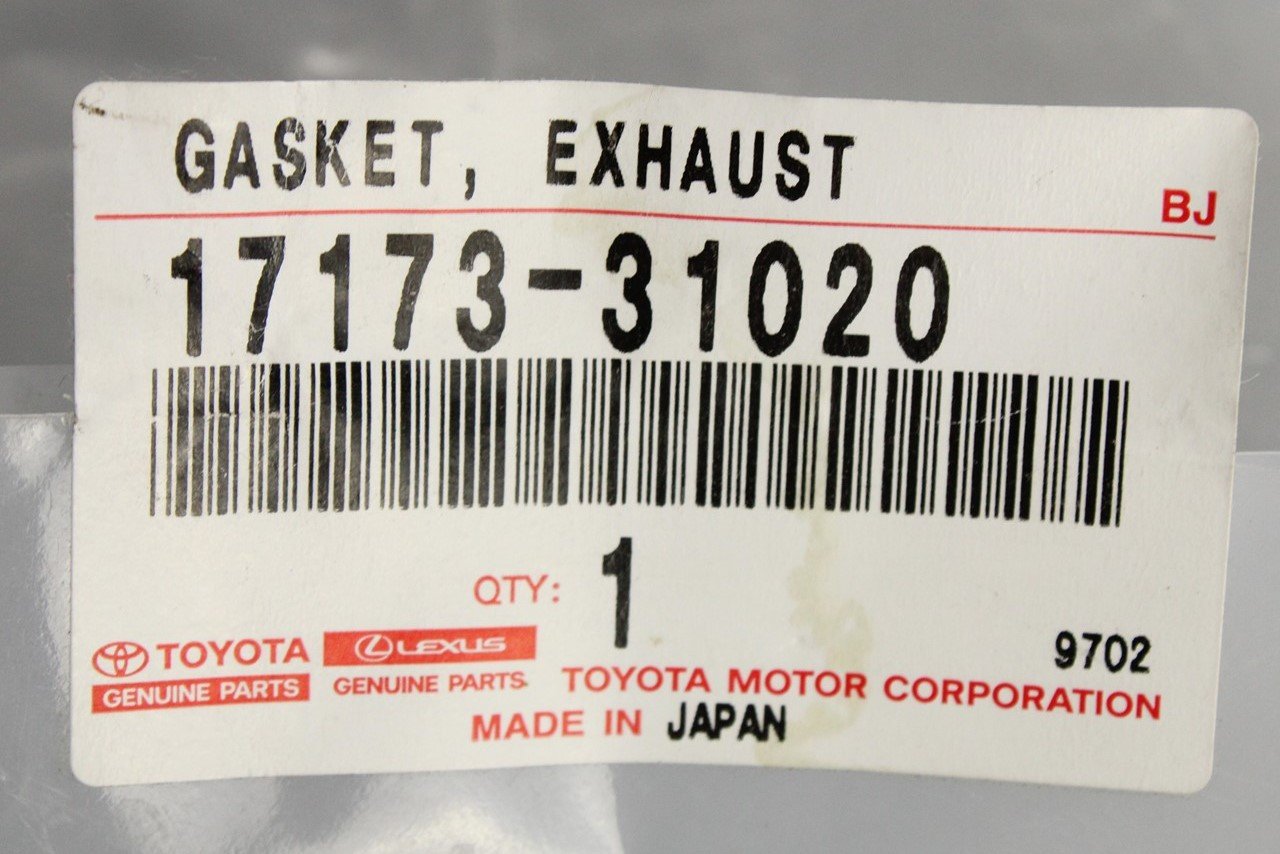 GASKET, EXHAUST
BJ
17173-31020
QTY: 1
9702
TOYOTA
GENUINE PARTS
LEXUS
GENUINE PARTS
TOYOTA MOTOR CORPORATION
MADE IN JAPAN